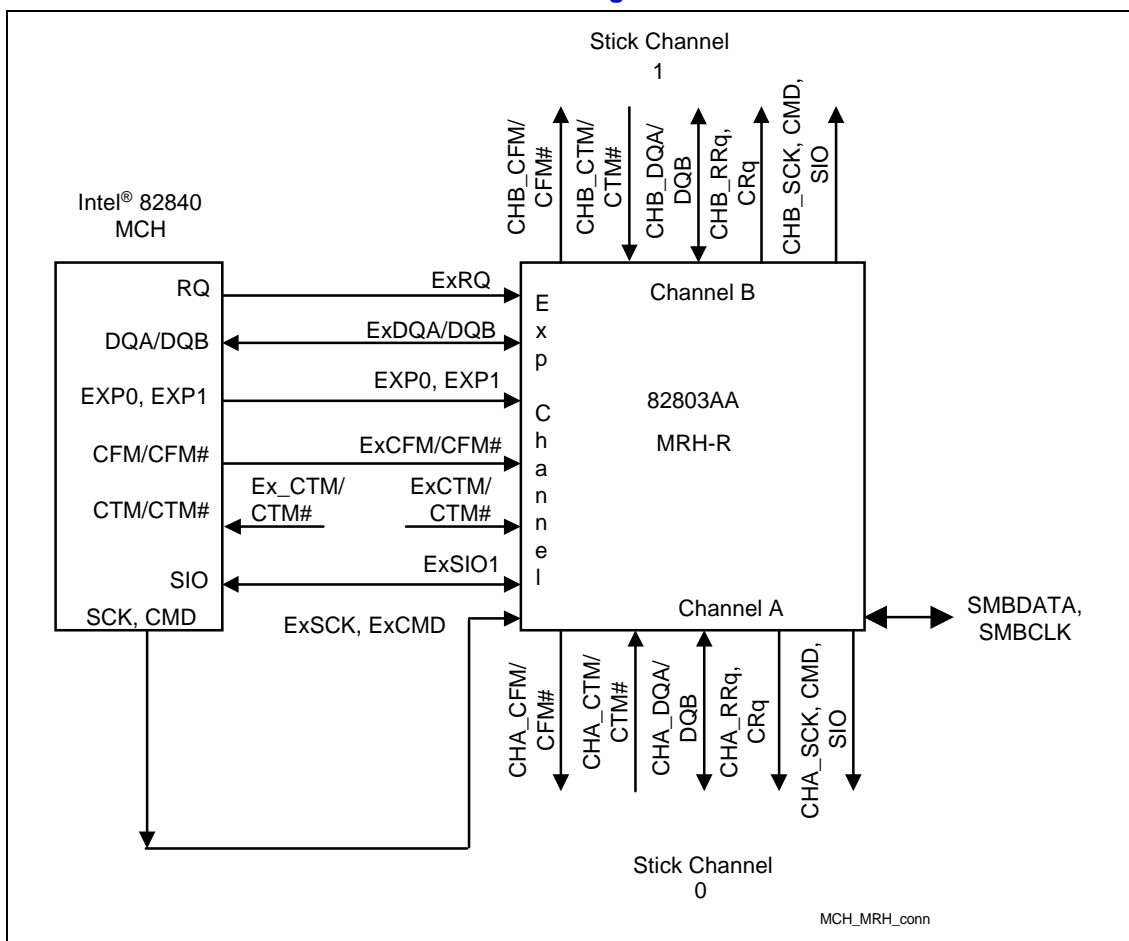 Stick Channel
1
CHB_CFM/
CFM#
CHB_CTM/
CTM#
CHB_DQA/
DQB
CHB_RRq,
CRq
CHB_SCK, CMD,
SIO
Intel® 82840
MCH
RQ
DQA/DQB
EXP0, EXP1
CFM/CFM#
CTM/CTM#
SIO
SCK, CMD
ExRQ
ExDQA/DQB
EXP0, EXP1
ExCFM/CFM#
Ex_CTM/
CTM#
ExCTM/
CTM#
ExSIO1
ExSCK, ExCMD
Exp Channel
Channel B
82803AA
MRH-R
Channel A
SMBDATA,
SMBCLK
CHA_CFM/
CFM#
CHA_CTM/
CTM#
CHA_DQA/
DQB
CHA_RRq,
CRq
CHA_SCK, CMD,
SIO
Stick Channel
0
MCH_MRH_conn